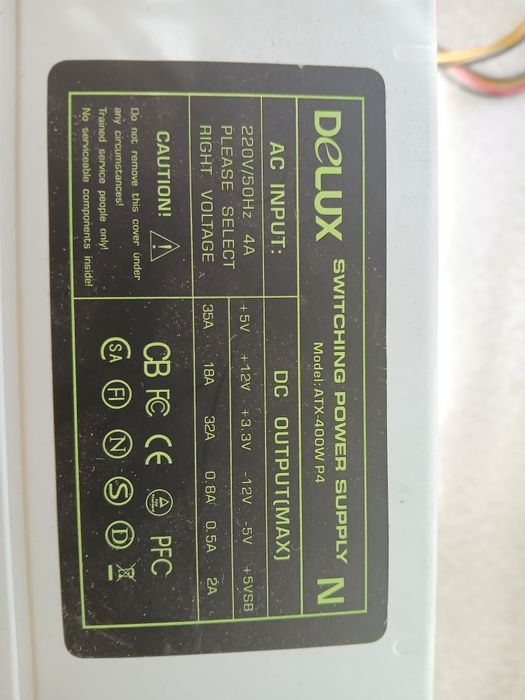 DELUX SWITCHING POWER SUPPLY N
Model: ATX-400W P4
AC INPUT:
220V/50Hz 4A
PLEASE SELECT
RIGHT VOLTAGE
CAUTION!
Do not remove this cover under
any circumstances!
Trained service people only!
No serviceable components inside!
DC OUTPUT(MAX)
+5V +12V +3.3V -12V -5V +5VSB
35A 18A 32A 0.8A 0.5A 2A
CB FC CE PFC
SA FI N S D